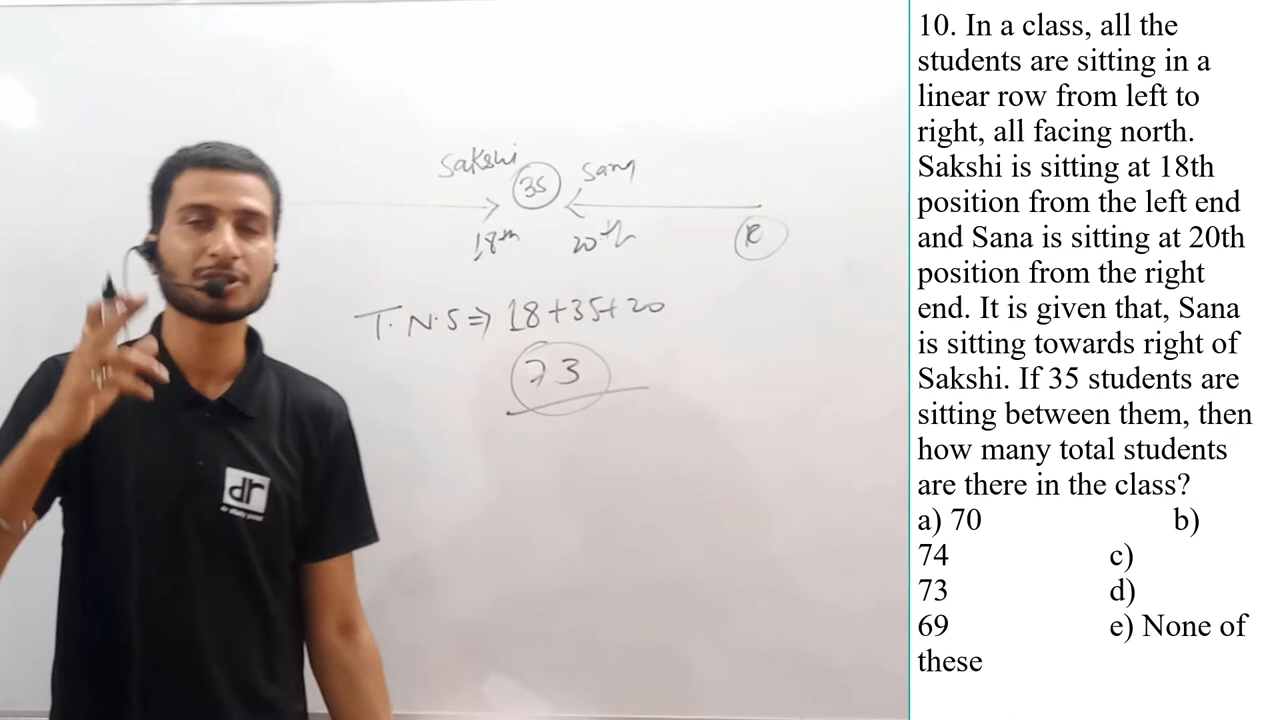 Sakshi 35 Sana
18th 20th R
T.N.S ⇒ 18+35+20
73
dr
10. In a class, all the
students are sitting in a
linear row from left to
right, all facing north.
Sakshi is sitting at 18th
position from the left end
and Sana is sitting at 20th
position from the right
end. It is given that, Sana
is sitting towards right of
Sakshi. If 35 students are
sitting between them, then
how many total students
are there in the class?
a) 70 b)
74 c)
73 d)
69 e) None of
these